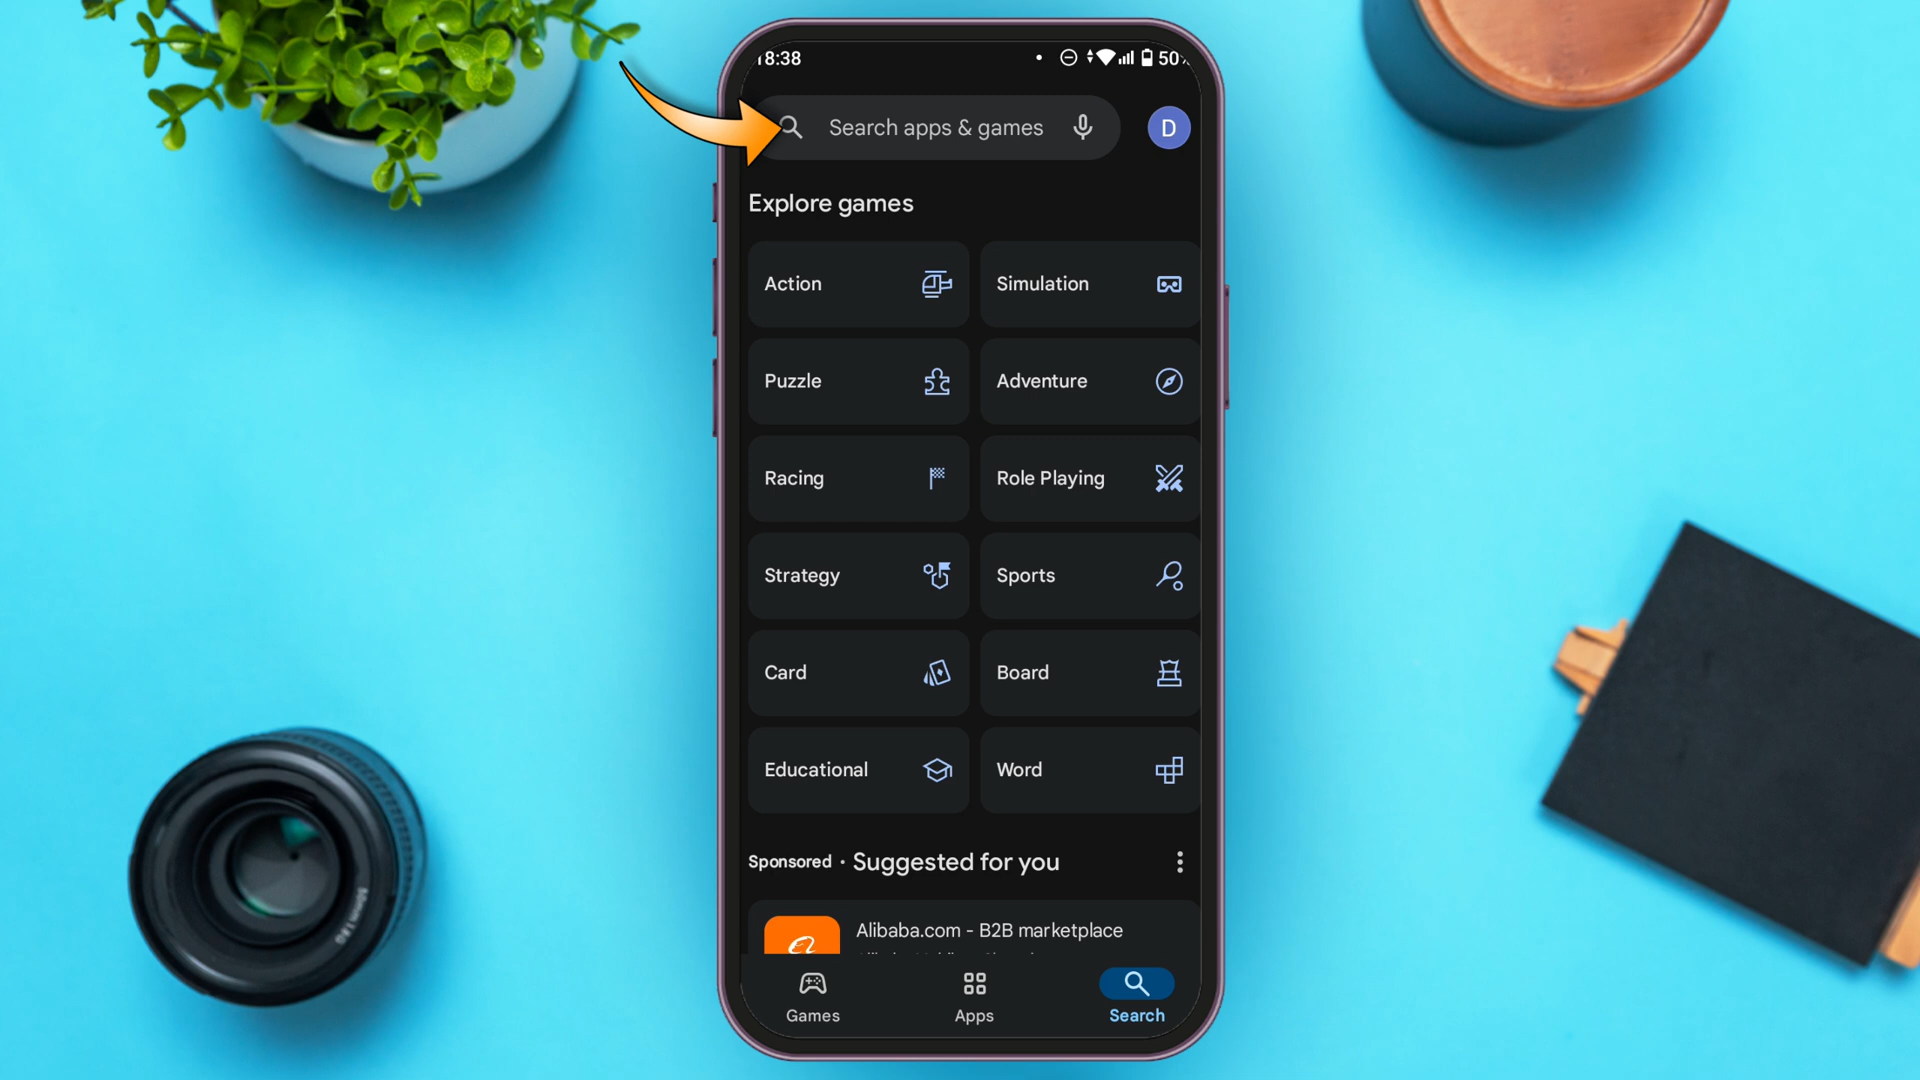 18:38
50
Search apps & games
D
Explore games
Action
Simulation
Puzzle
Adventure
Racing
Role Playing
Strategy
Sports
Card
Board
Educational
Word
Sponsored • Suggested for you
Alibaba.com - B2B marketplace
Games
Apps
Search